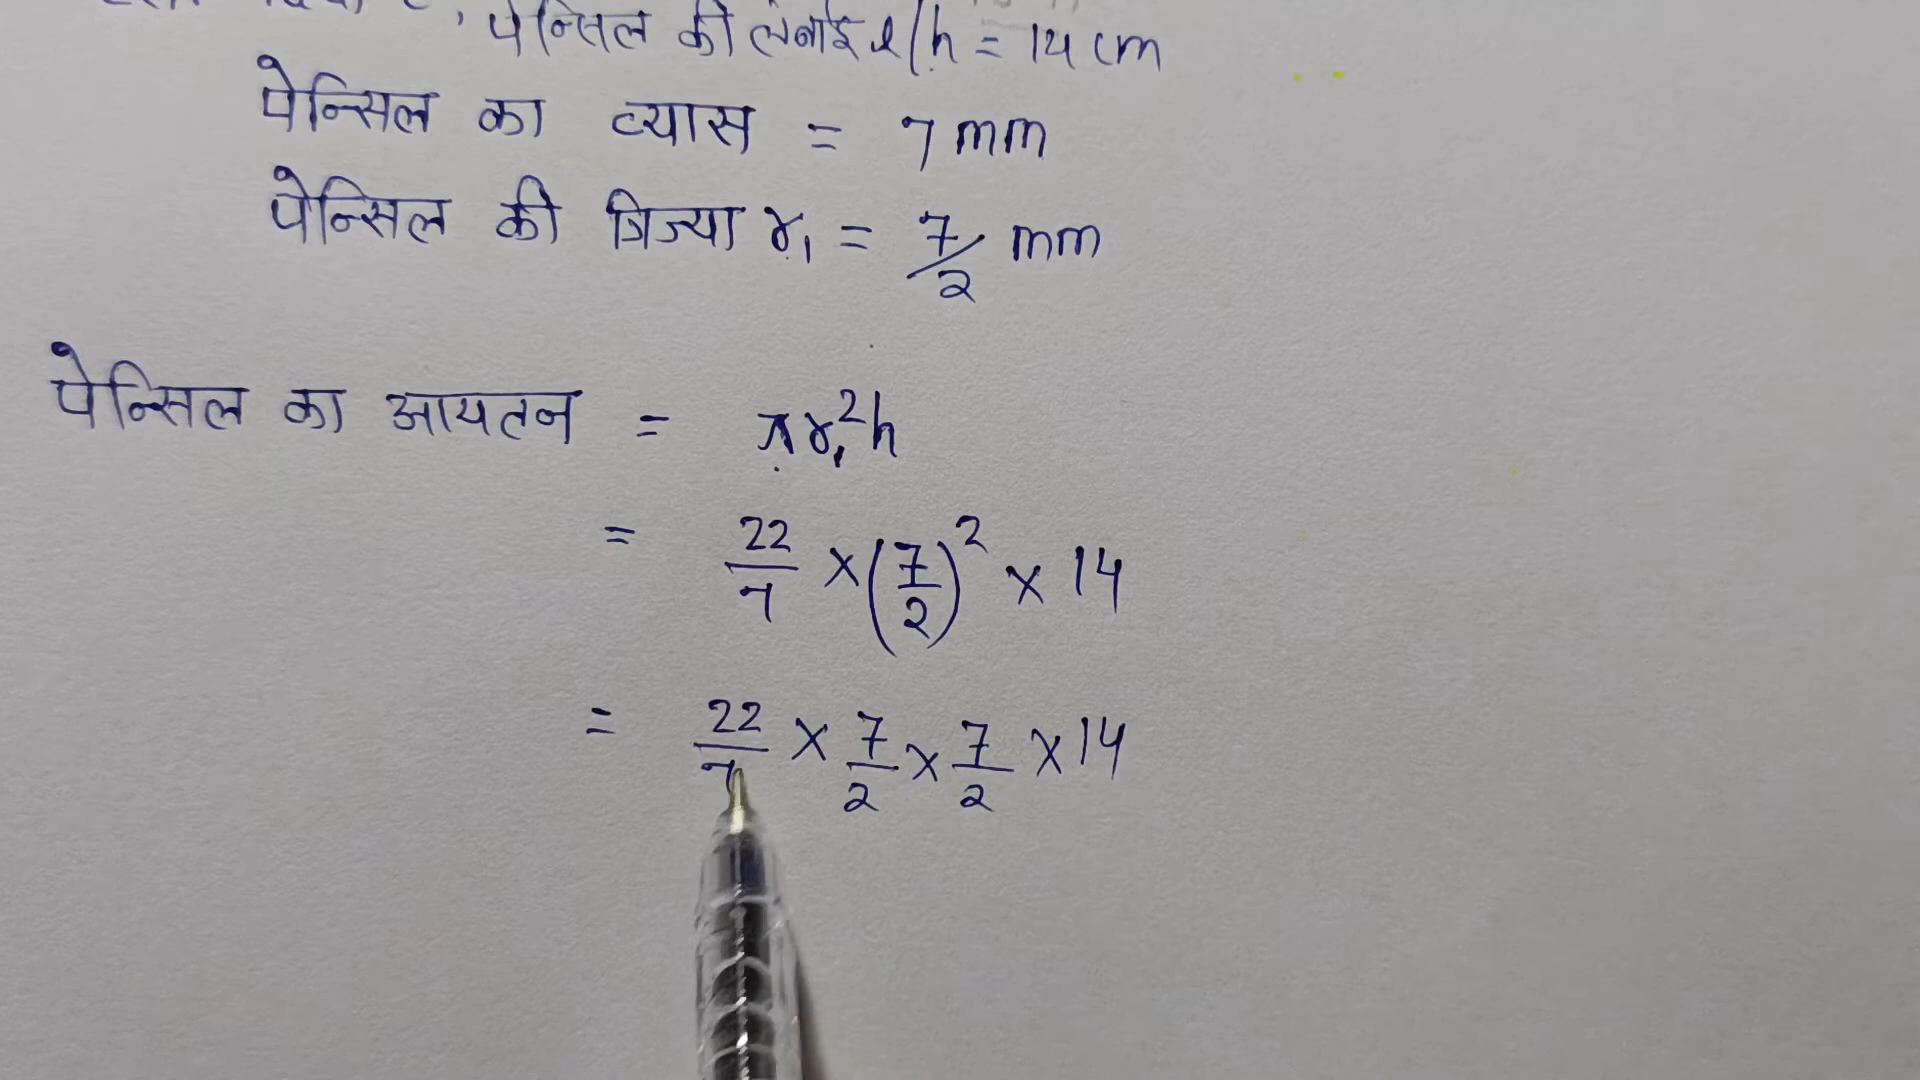 पेन्सिल की लंबाई l/h = 14 cm
पेन्सिल का व्यास = 7 mm
पेन्सिल की त्रिज्या r₁ = 7/2 mm
पेन्सिल का आयतन = πr₁²h
= 22/7 × (7/2)² × 14
= 22/7 × 7/2 × 7/2 × 14